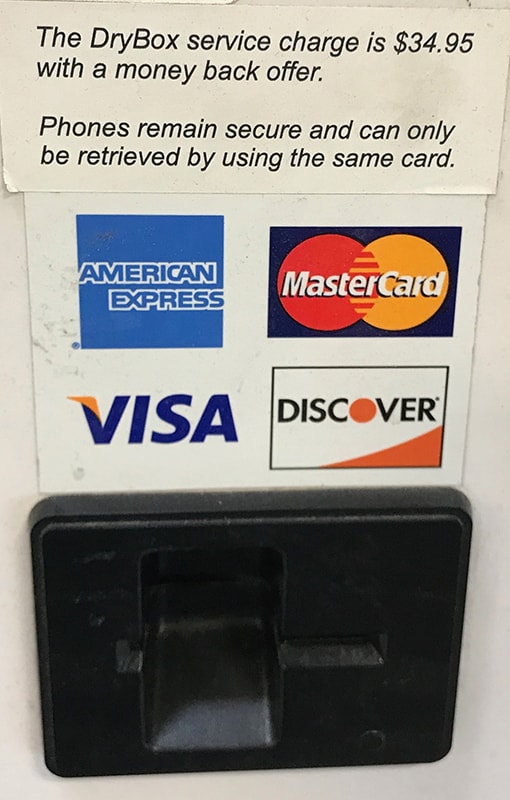 The DryBox service charge is $34.95
with a money back offer.
Phones remain secure and can only
be retrieved by using the same card.
AMERICAN
EXPRESS
MasterCard
VISA
DISCOVER